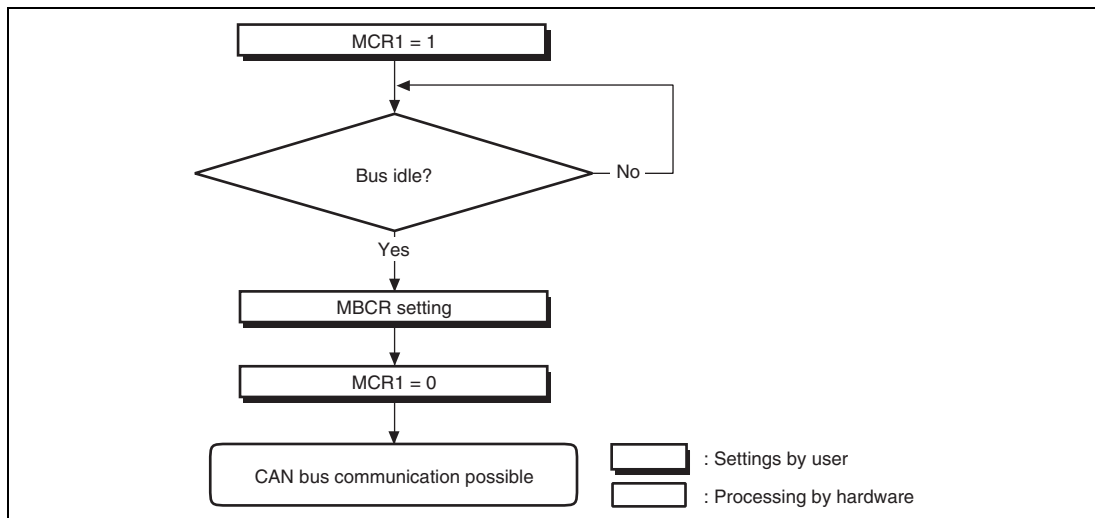 MCR1 = 1
Bus idle?
No
Yes
MBCR setting
MCR1 = 0
CAN bus communication possible
: Settings by user
: Processing by hardware